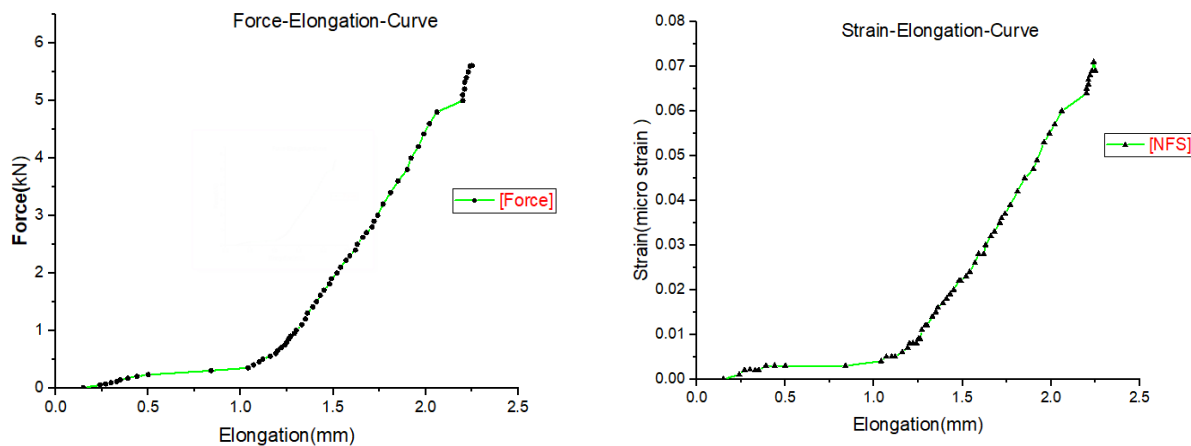 Force-Elongation-Curve
6
5
4
3
2
1
0
Force(kN)
[Force]
0.0 0.5 1.0 1.5 2.0 2.5
Elongation(mm)
Strain-Elongation-Curve
0.08
0.07
0.06
0.05
0.04
0.03
0.02
0.01
0.00
Strain(micro strain )
[NFS]
0.0 0.5 1.0 1.5 2.0 2.5
Elongation(mm)